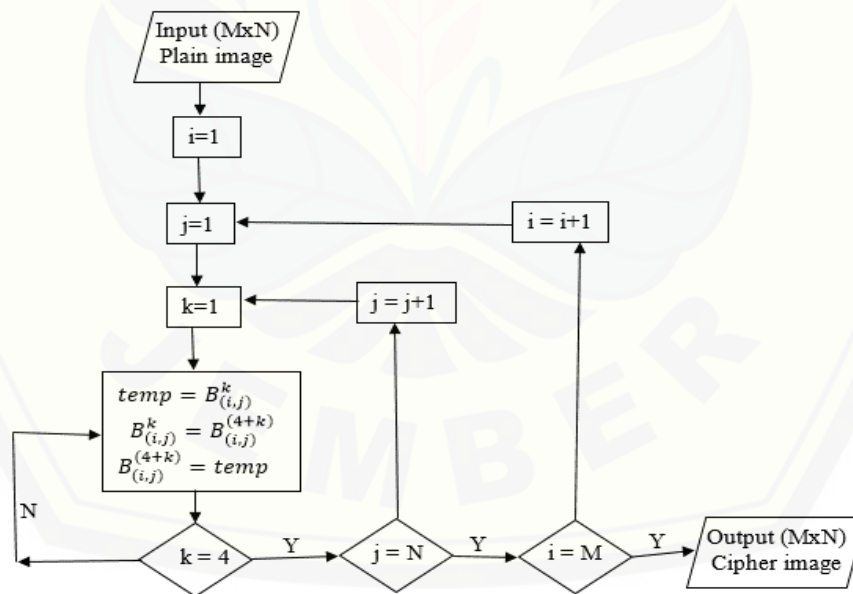 Input (MxN)
Plain image
i=1
j=1
i = i+1
k=1
j = j+1
temp = B^k_(i,j)
B^k_(i,j) = B^(4+k)_(i,j)
B^(4+k)_(i,j) = temp
N
k = 4
Y
j = N
Y
i = M
Y
Output (MxN)
Cipher image
JEMBER